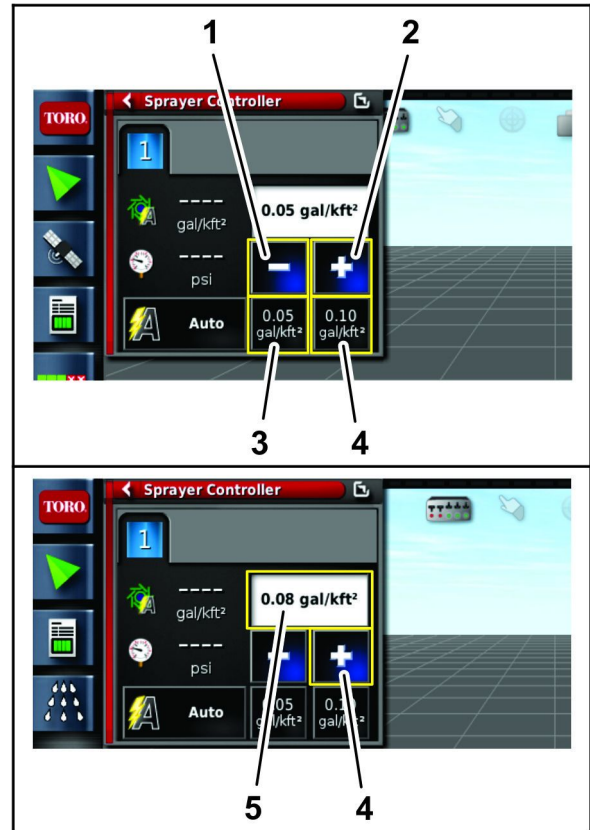 1 2
TORO.
Sprayer Controller
1
---- gal/kft²
0.05 gal/kft²
---- psi
- +
Auto
0.05 gal/kft²
0.10 gal/kft²
3 4
TORO.
Sprayer Controller
1
---- gal/kft²
0.08 gal/kft²
---- psi
+
Auto
gal/kft²
5 4